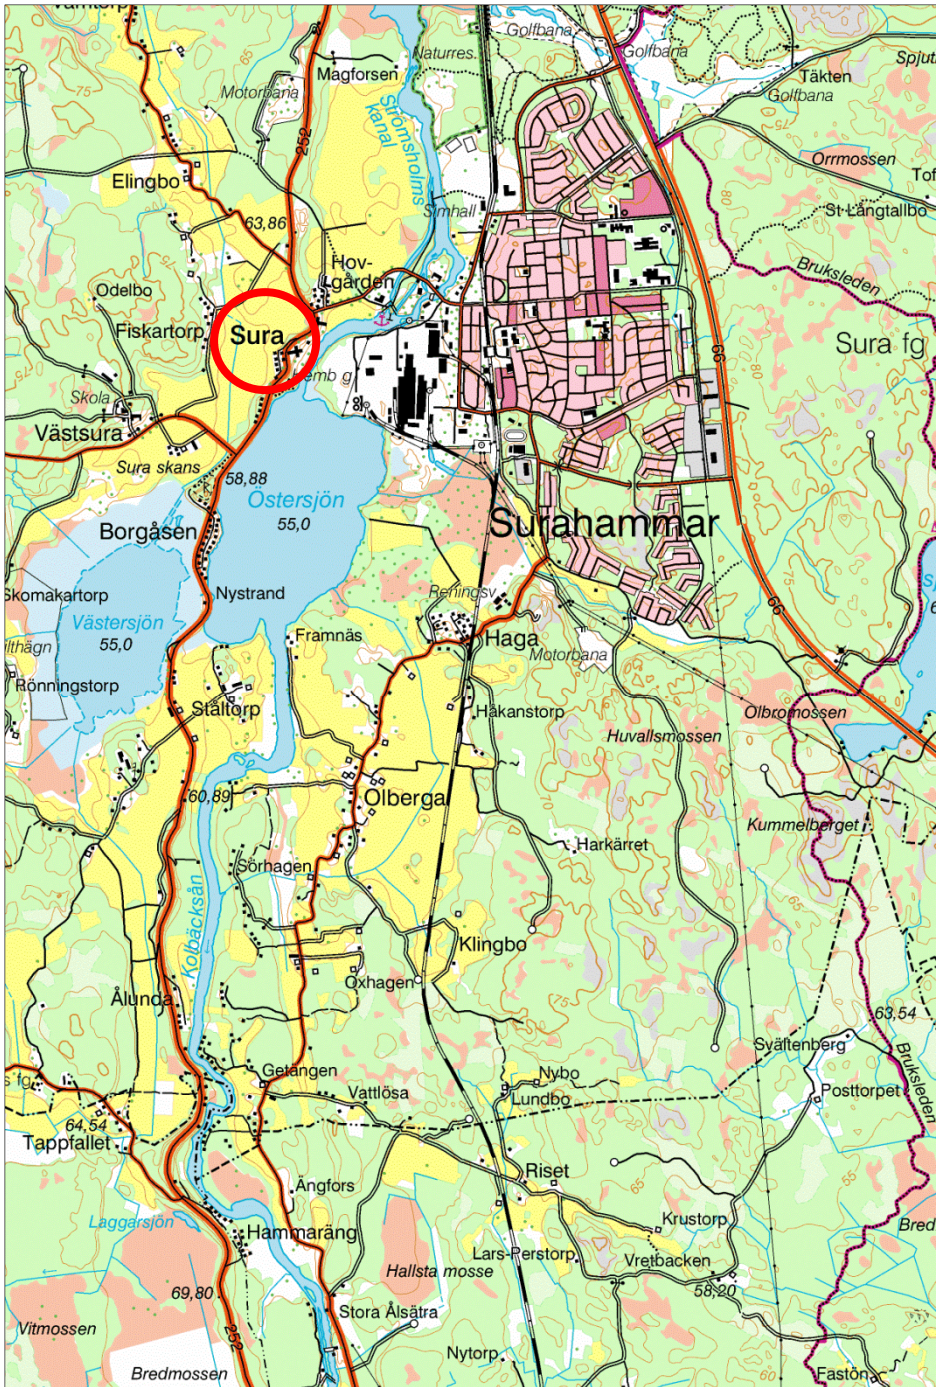 Naturres.
Golfbana
Golfbana
Magforsen
Motorbana
Täkten
Golfbana
Strömsholms
kanal
252
Orrmossen
Elingbo
63,86
Simhall
St Långtallbo
Hov-
gården
Bruksleden
Odelbo
Fiskartorp
Sura
66
Sura fg
Skola
Västsura
Sura skans
58,88
Östersjön
55,0
Surahammar
Borgåsen
Skomakartorp
Nystrand
Reningsv
66
Västersjön
55,0
Framnäs
Haga
Motorbana
Rönningstorp
Ståltorp
Håkanstorp
Olbromossen
Huvallsmossen
60,89
Olberga
Kummelberget
Sörhagen
Harkärret
Kolbäcksån
Klingbo
Oxhagen
Ålunda
63,54
Svältenberg
Bruksleden
Getängen
Nybo
Vattlösa
Lundbo
Posttorpet
64,54
Tappfallet
Riset
Ängfors
Laggarsjön
Hammaräng
Krustorp
Lars-Perstorp
Vretbacken
Hallsta mosse
69,80
58,20
252
Stora Ålsätra
Vitmossen
Nytorp
Bredmossen
Fastön